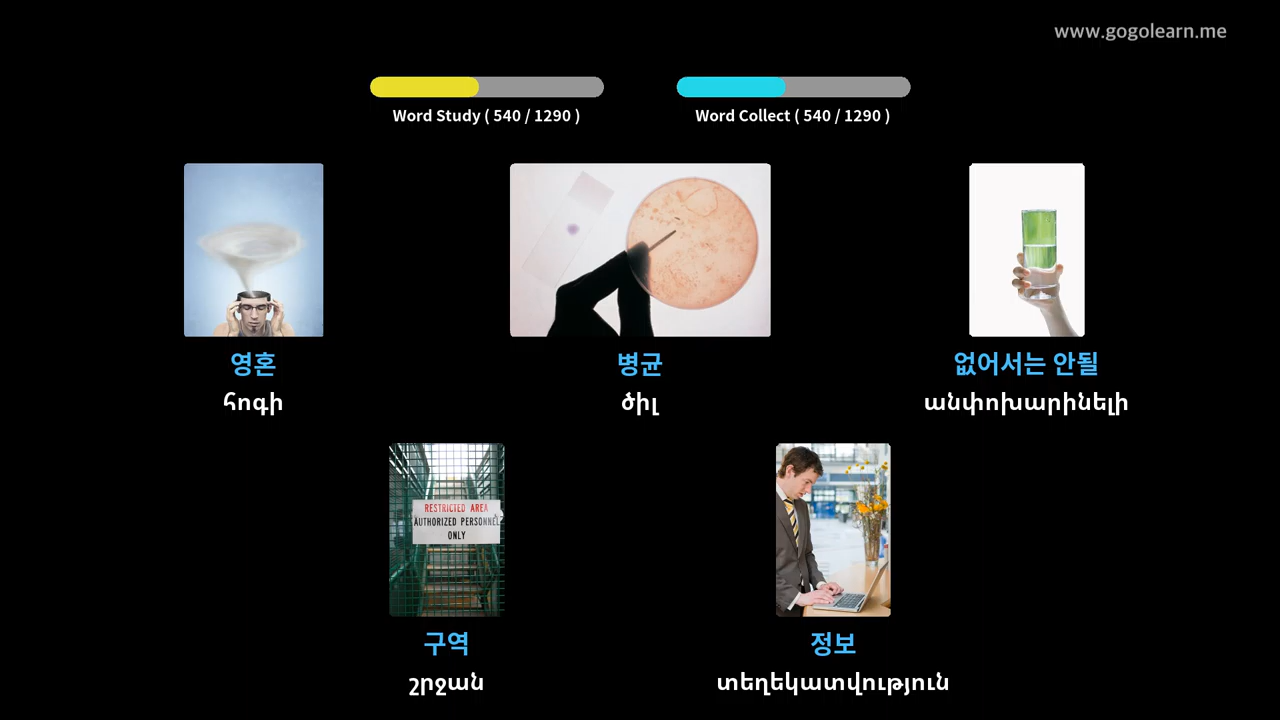 www.gogolearn.me
Word Study ( 540 / 1290 )
Word Collect ( 540 / 1290 )
영혼
հոգի
병균
ծիլ
없어서는 안될
անփոխարինելի
RESTRICTED AREA
AUTHORIZED PERSONNEL
ONLY
구역
շրջան
정보
տեղեկատվություն